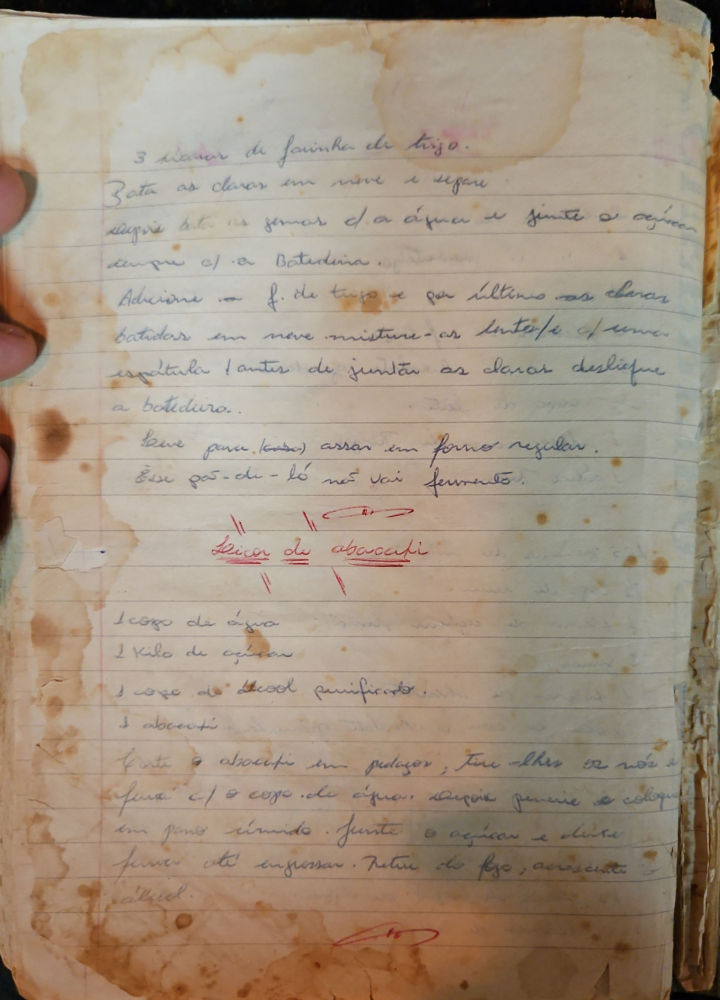 3 xícaras de farinha de trigo.
Bata as claras em neve e separe
depois bata as gemas c/ a água e junte o açúcar
sempre c/ a Batedeira.
Adicione a f. de trigo e por último as claras
batidas em neve misture-as lenta/e c/ uma
espátula (antes de juntar as claras desligue
a batedeira.
Leve para assar em forno regular.
Esse pão-de-ló não vai fermento.
Licor de abacaxi
1 copo de água
1 Kilo de açúcar
1 copo de álcool purificado.
1 abacaxi
Corte o abacaxi em pedaços, tire-lhes os nós e
ferva c/ o copo de água. depois peneire e coloque
em pano úmido. Junte o açúcar e deixe
ferver até engrossar. Retire do fogo, acrescente o
álcool.